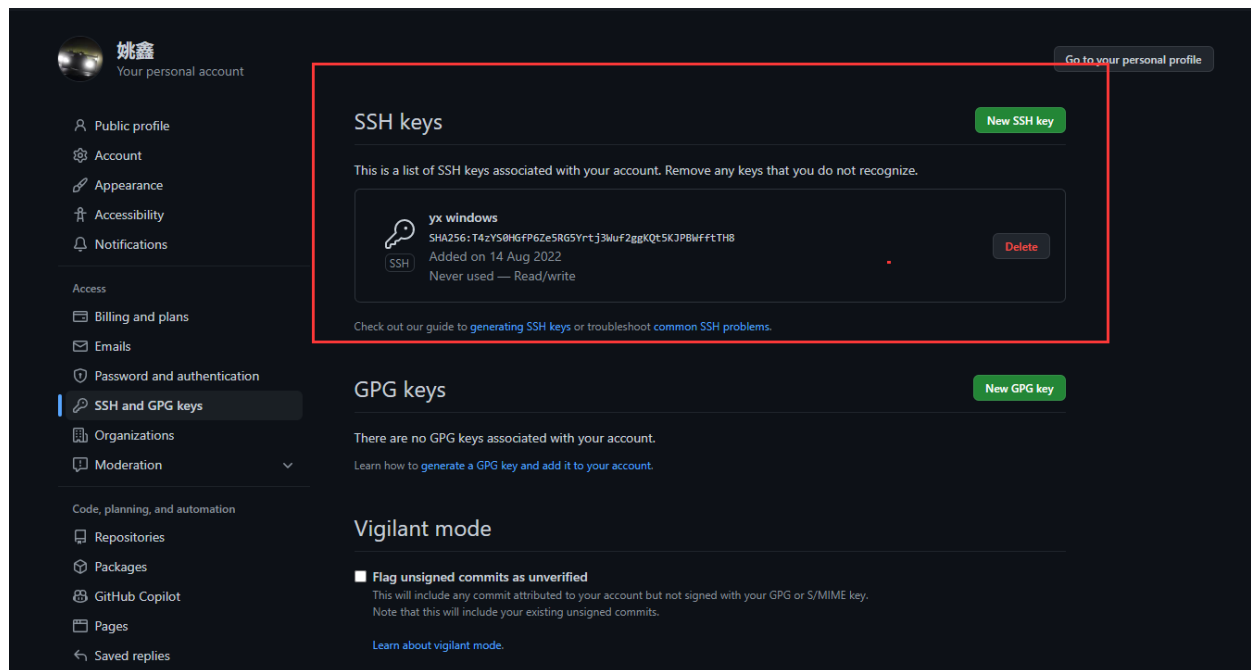 姚鑫
Your personal account
Go to your personal profile
Public profile
Account
Appearance
Accessibility
Notifications
Access
Billing and plans
Emails
Password and authentication
SSH and GPG keys
Organizations
Moderation
Code, planning, and automation
Repositories
Packages
GitHub Copilot
Pages
Saved replies
SSH keys
New SSH key
This is a list of SSH keys associated with your account. Remove any keys that you do not recognize.
yx windows
SHA256:T4zYS0HGfP6Ze5RG5Yrtj3Wuf2ggKQt5KJPBWfftTH8
SSH
Added on 14 Aug 2022
Never used — Read/write
Delete
Check out our guide to generating SSH keys or troubleshoot common SSH problems.
GPG keys
New GPG key
There are no GPG keys associated with your account.
Learn how to generate a GPG key and add it to your account.
Vigilant mode
Flag unsigned commits as unverified
This will include any commit attributed to your account but not signed with your GPG or S/MIME key.
Note that this will include your existing unsigned commits.
Learn about vigilant mode.